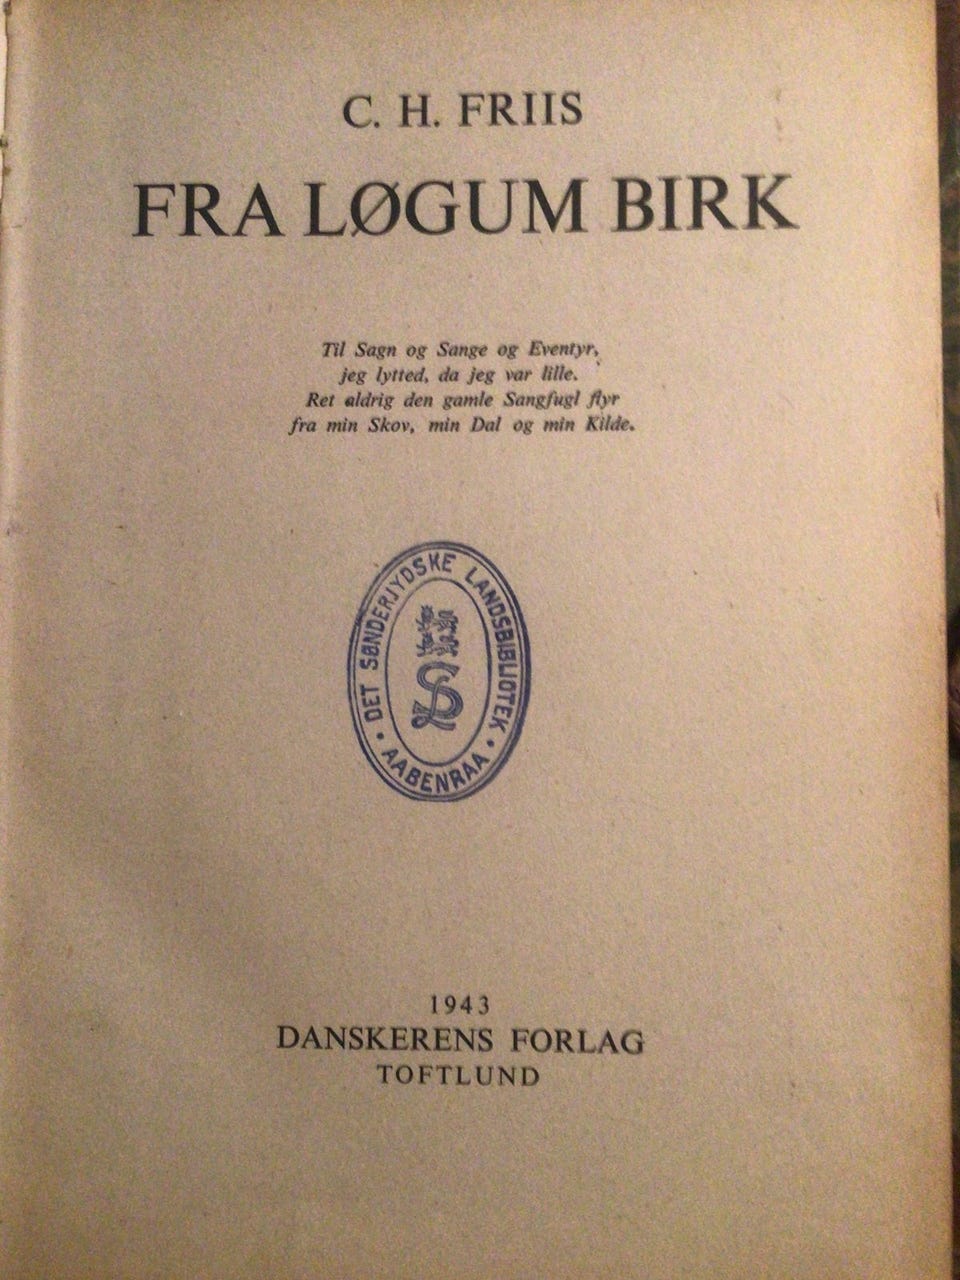 C. H. FRIIS
FRA LØGUM BIRK
Til Sagn og Sange og Eventyr,
jeg lytted, da jeg var lille.
Ret aldrig den gamle Sangfugl flyr
fra min Skov, min Dal og min Kilde.
DET SØNDERJYDSKE LANDSBIBLIOTEK
• AABENRAA •
1943
DANSKERENS FORLAG
TOFTLUND